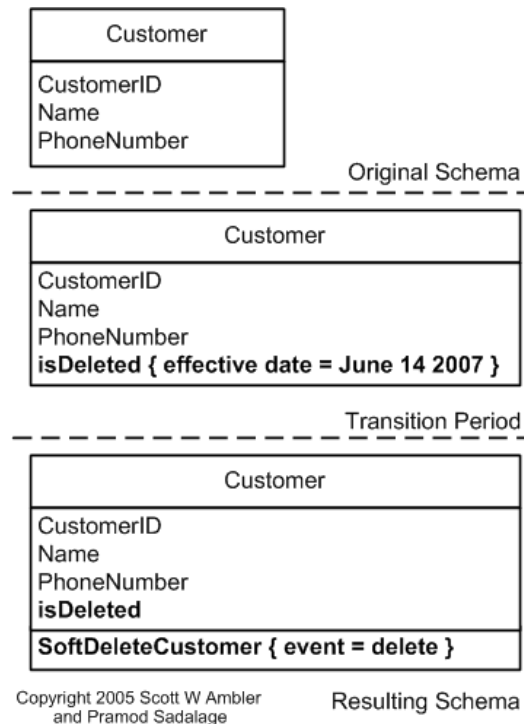 Customer
CustomerID
Name
PhoneNumber
Original Schema
Customer
CustomerID
Name
PhoneNumber
isDeleted { effective date = June 14 2007 }
Transition Period
Customer
CustomerID
Name
PhoneNumber
isDeleted
SoftDeleteCustomer { event = delete }
Copyright 2005 Scott W Ambler
and Pramod Sadalage
Resulting Schema